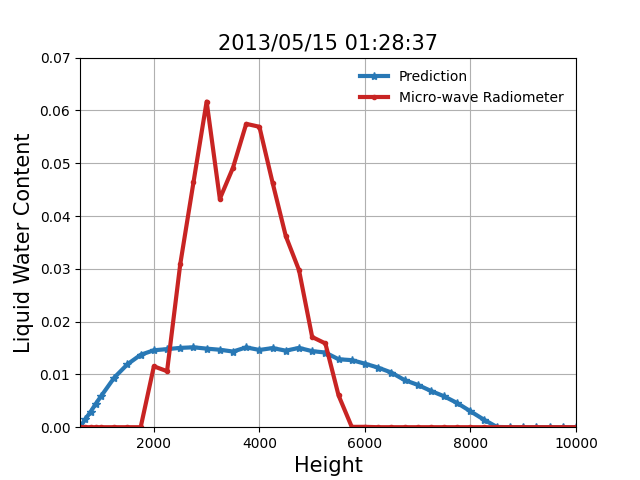 2013/05/15 01:28:37
Liquid Water Content
0.07
0.06
0.05
0.04
0.03
0.02
0.01
0.00
Prediction
Micro-wave Radiometer
2000 4000 6000 8000 10000
Height